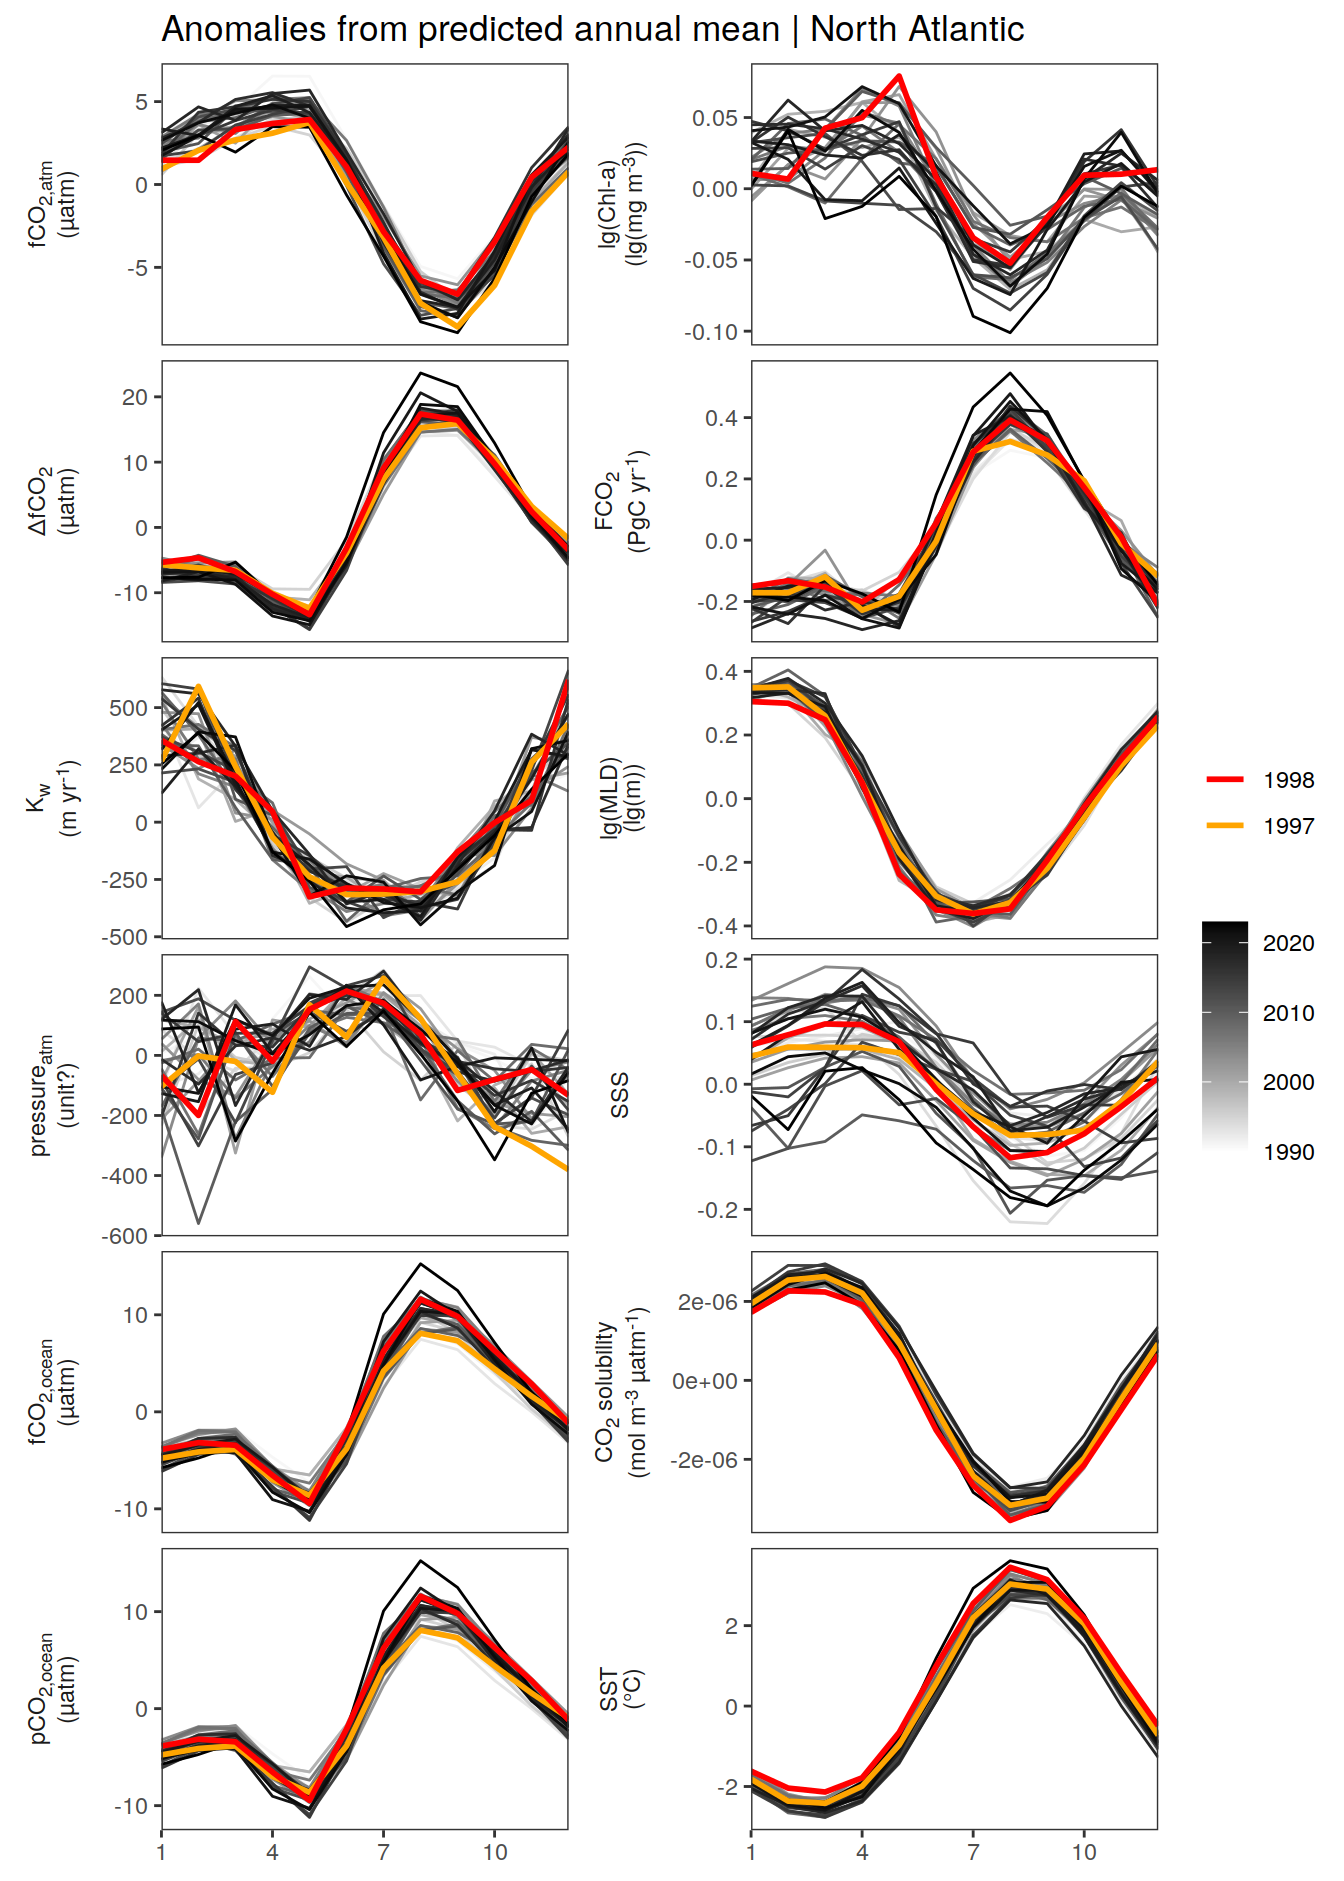 Anomalies from predicted annual mean | North Atlantic
fCO2,atm
(µatm)
5
0
-5
lg(Chl-a)
(lg(mg m-3))
0.05
0.00
-0.05
-0.10
ΔfCO2
(µatm)
20
10
0
-10
FCO2
(PgC yr-1)
0.4
0.2
0.0
-0.2
Kw
(m yr-1)
500
250
0
-250
-500
lg(MLD)
(lg(m))
0.4
0.2
0.0
-0.2
-0.4
pressureatm
(unit?)
200
0
-200
-400
-600
SSS
0.2
0.1
0.0
-0.1
-0.2
fCO2,ocean
(µatm)
10
0
-10
CO2 solubility
(mol m-3 µatm-1)
2e-06
0e+00
-2e-06
pCO2,ocean
(µatm)
10
0
-10
SST
(°C)
2
0
-2
1 4 7 10
1 4 7 10
1998
1997
2020
2010
2000
1990